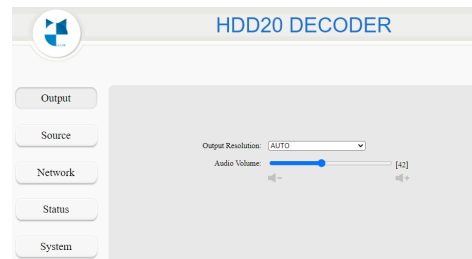 HDD20 DECODER
Output
Source
Network
Status
System
Output Resolution: AUTO
Audio Volume: [42]